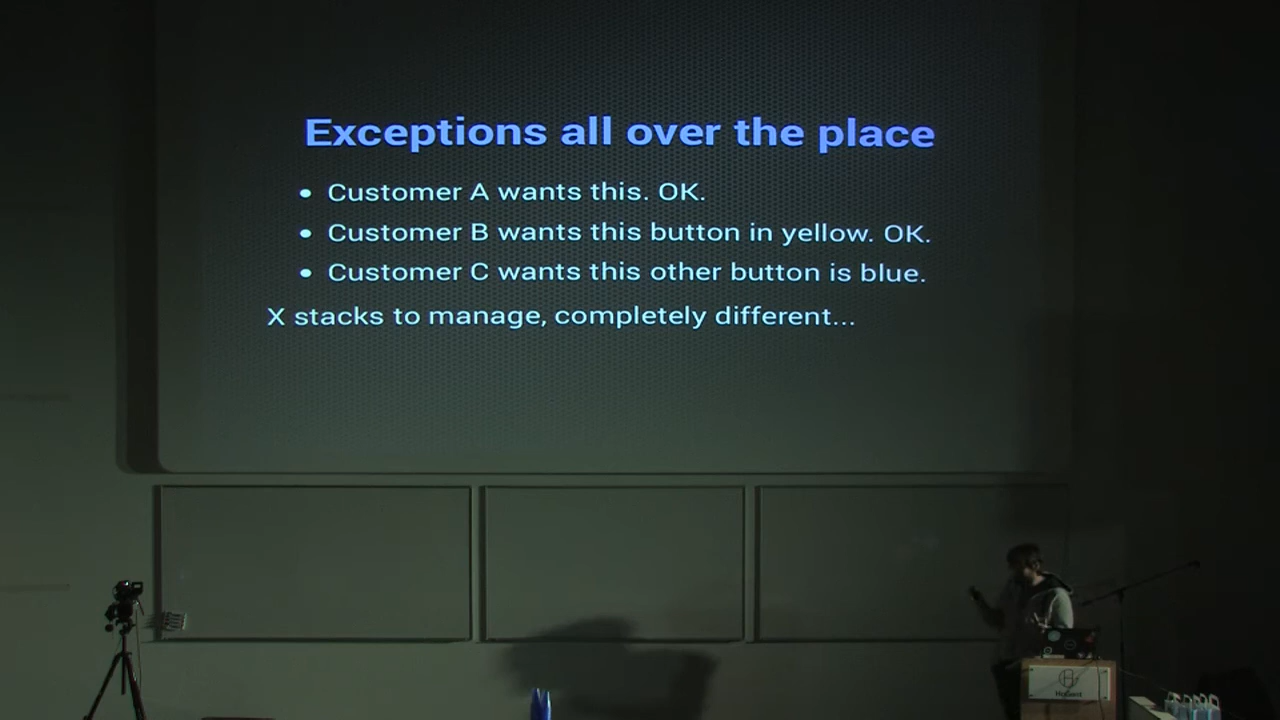 Exceptions all over the place
• Customer A wants this. OK.
• Customer B wants this button in yellow. OK.
• Customer C wants this other button is blue.
X stacks to manage, completely different...
HoGent